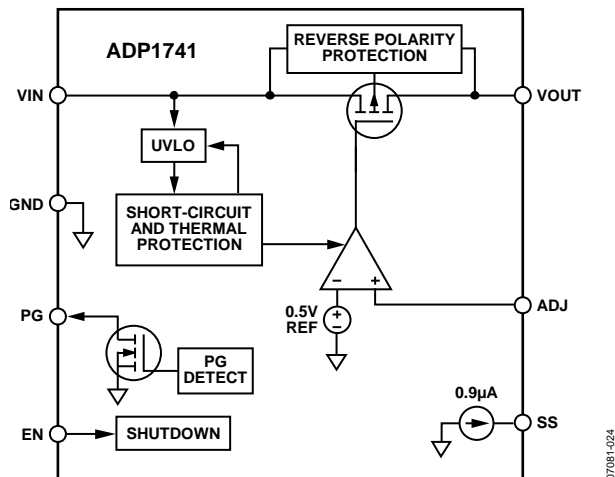 ADP1741
REVERSE POLARITY
PROTECTION
VIN
VOUT
UVLO
GND
SHORT-CIRCUIT
AND THERMAL
PROTECTION
– +
PG
0.5V
REF
+
–
ADJ
PG
DETECT
0.9µA
EN
SHUTDOWN
SS
07081-024